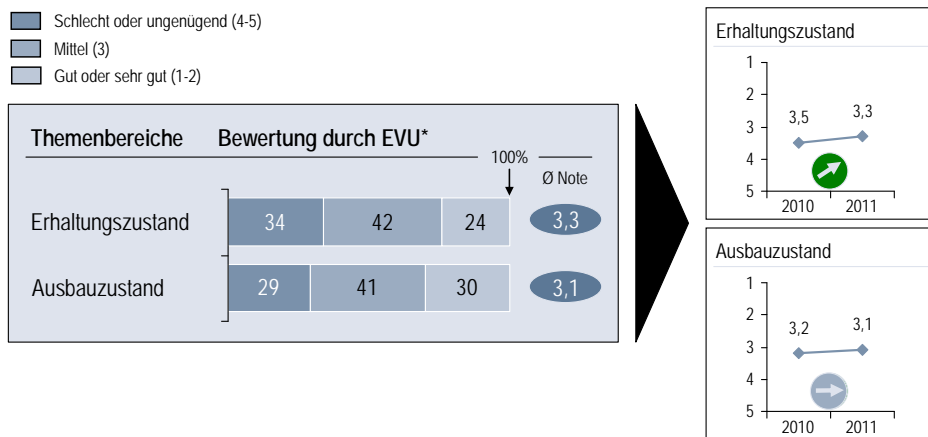 Schlecht oder ungenügend (4-5)
Mittel (3)
Gut oder sehr gut (1-2)
Themenbereiche Bewertung durch EVU*
100%
Ø Note
Erhaltungszustand 34 42 24 3,3
Ausbauzustand 29 41 30 3,1
Erhaltungszustand
1
2
3
4
5
3,5 3,3
2010 2011
Ausbauzustand
1
2
3
4
5
3,2 3,1
2010 2011